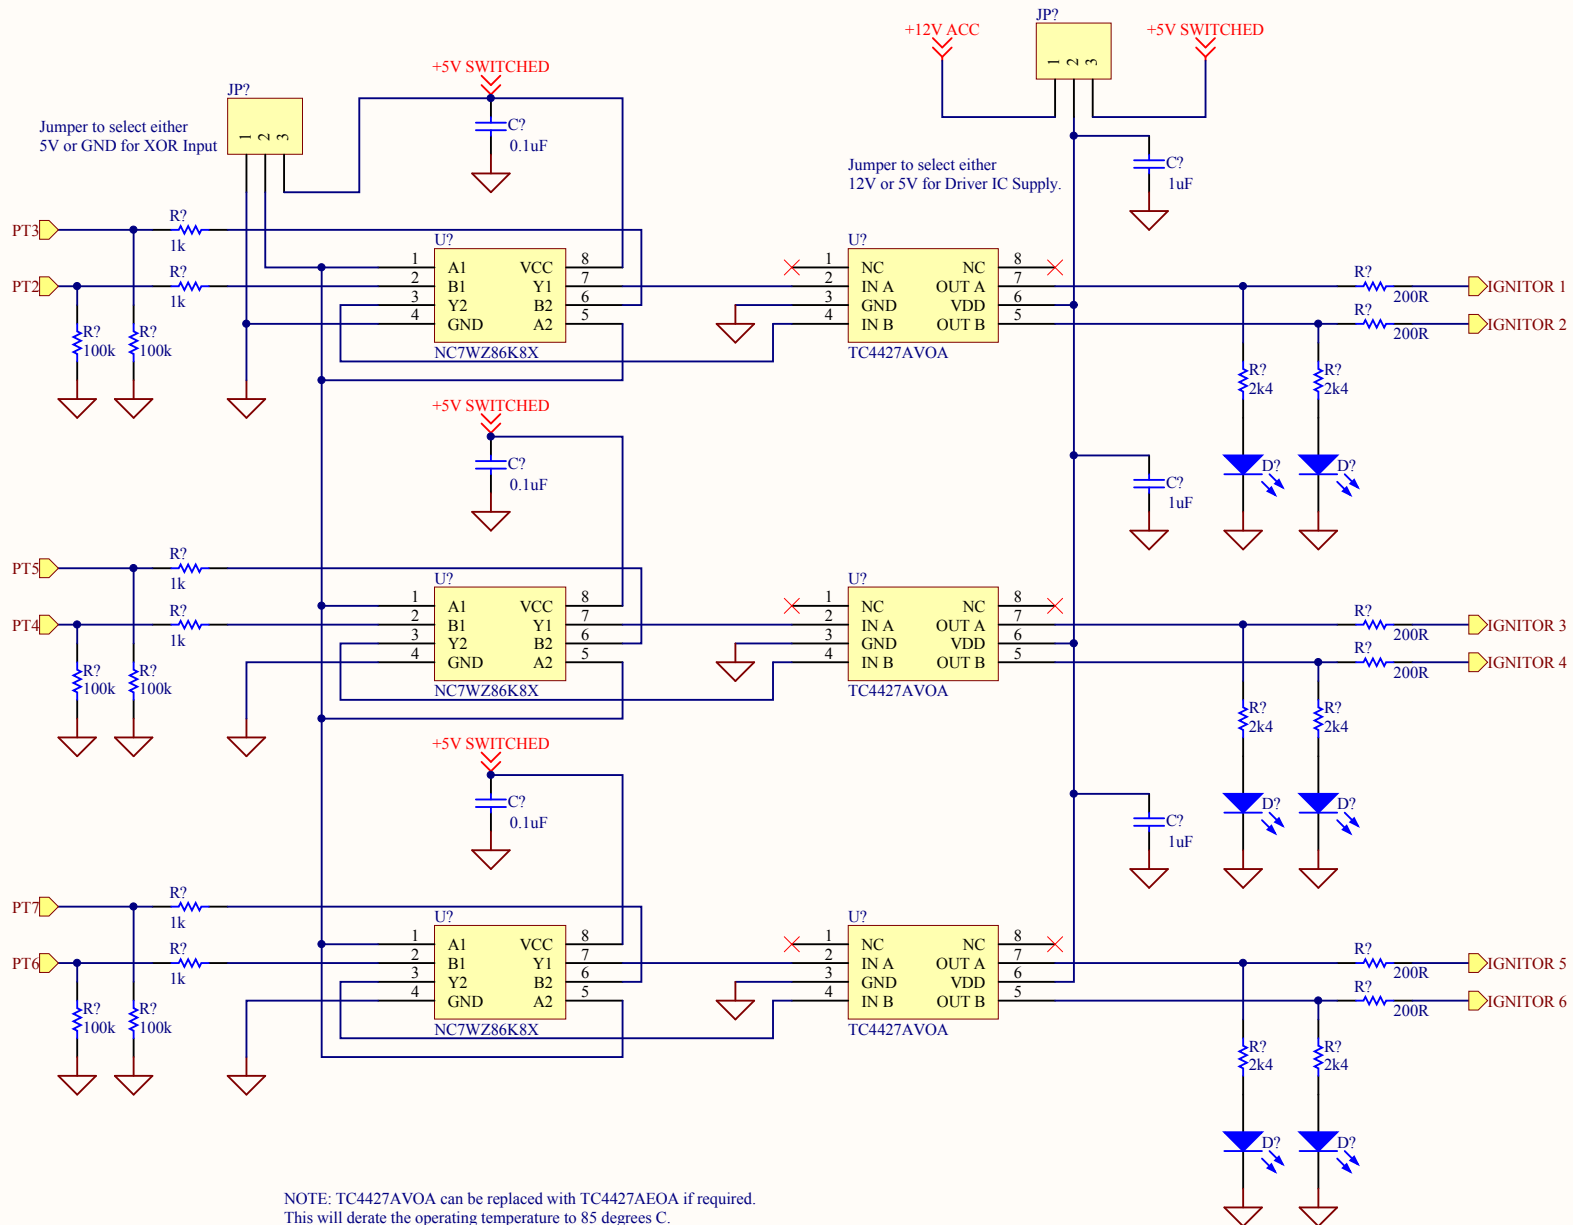 +12V ACC
JP?
+5V SWITCHED
1 2 3
+5V SWITCHED
JP?
1 2 3
Jumper to select either
5V or GND for XOR Input
C?
0.1uF
Jumper to select either
12V or 5V for Driver IC Supply.
C?
1uF
PT3
R?
1k
PT2
R?
1k
R?
100k
R?
100k
U?
1 A1 VCC 8
2 B1 Y1 7
3 Y2 B2 6
4 GND A2 5
NC7WZ86K8X
U?
1 NC NC 8
2 IN A OUT A 7
3 GND VDD 6
4 IN B OUT B 5
TC4427AVOA
R?
200R
IGNITOR 1
R?
200R
IGNITOR 2
R?
2k4
R?
2k4
D?
D?
+5V SWITCHED
C?
0.1uF
C?
1uF
PT5
R?
1k
PT4
R?
1k
R?
100k
R?
100k
U?
1 A1 VCC 8
2 B1 Y1 7
3 Y2 B2 6
4 GND A2 5
NC7WZ86K8X
U?
1 NC NC 8
2 IN A OUT A 7
3 GND VDD 6
4 IN B OUT B 5
TC4427AVOA
R?
200R
IGNITOR 3
R?
200R
IGNITOR 4
R?
2k4
R?
2k4
D?
D?
+5V SWITCHED
C?
0.1uF
C?
1uF
PT7
R?
1k
PT6
R?
1k
R?
100k
R?
100k
U?
1 A1 VCC 8
2 B1 Y1 7
3 Y2 B2 6
4 GND A2 5
NC7WZ86K8X
U?
1 NC NC 8
2 IN A OUT A 7
3 GND VDD 6
4 IN B OUT B 5
TC4427AVOA
R?
200R
IGNITOR 5
R?
200R
IGNITOR 6
R?
2k4
R?
2k4
D?
D?
NOTE: TC4427AVOA can be replaced with TC4427AEOA if required.
This will derate the operating temperature to 85 degrees C.